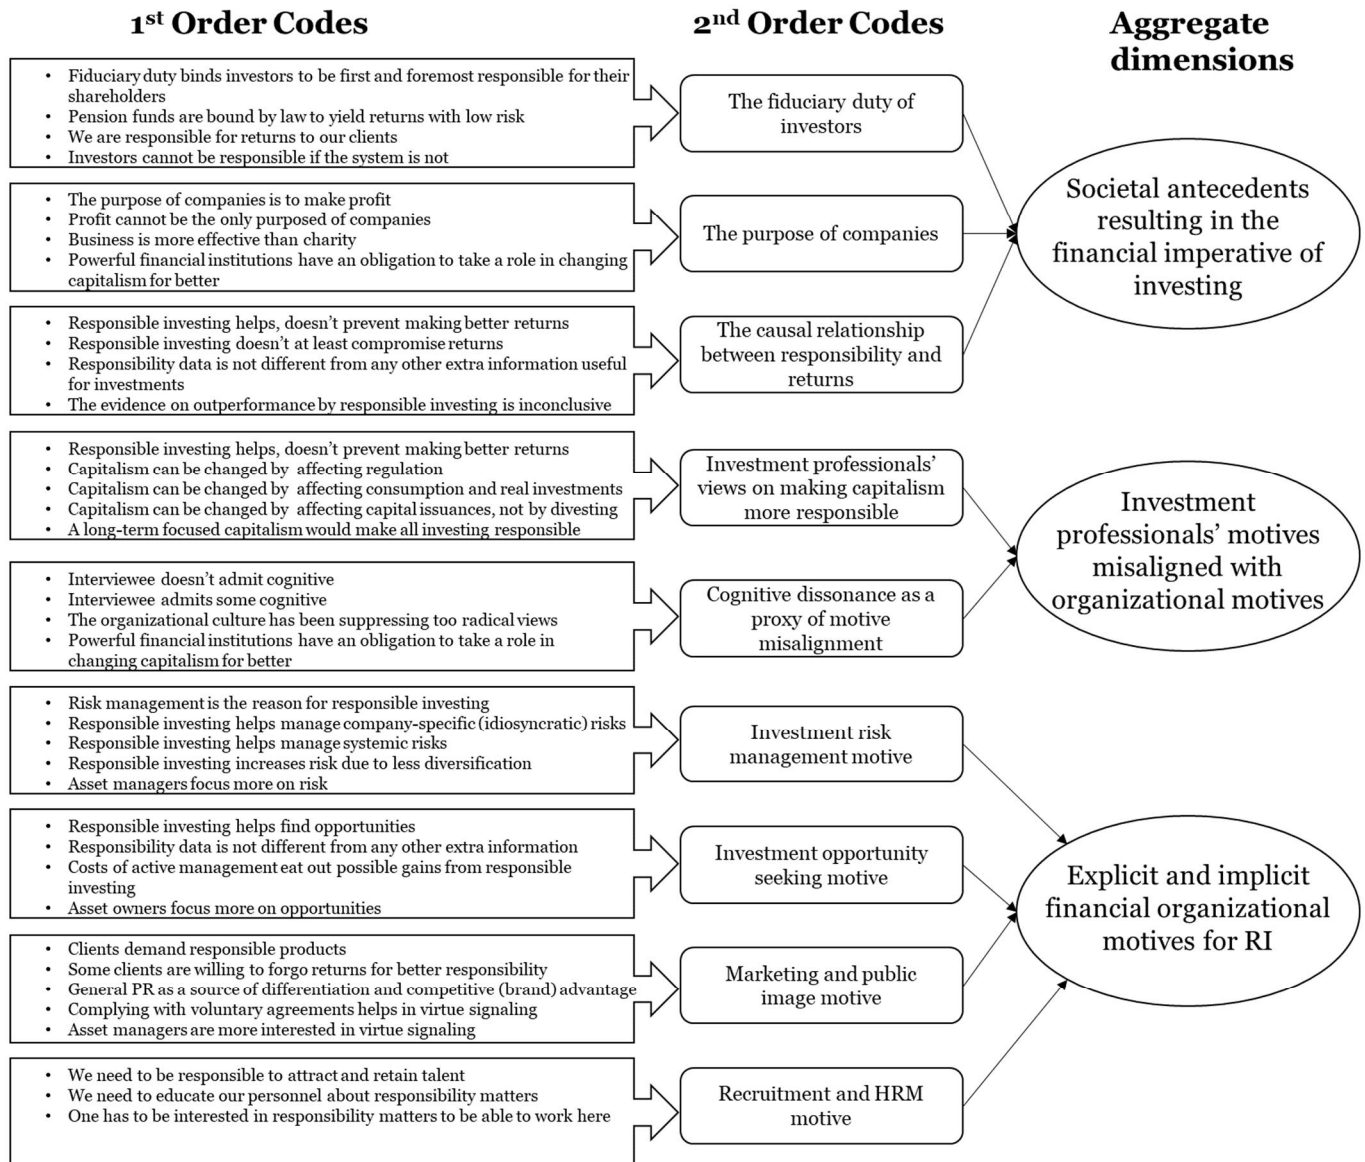 1st Order Codes
2nd Order Codes
Aggregate
dimensions
• Fiduciary duty binds investors to be first and foremost responsible for their
shareholders
• Pension funds are bound by law to yield returns with low risk
• We are responsible for returns to our clients
• Investors cannot be responsible if the system is not
The fiduciary duty of
investors
• The purpose of companies is to make profit
• Profit cannot be the only purposed of companies
• Business is more effective than charity
• Powerful financial institutions have an obligation to take a role in changing
capitalism for better
The purpose of companies
• Responsible investing helps, doesn't prevent making better returns
• Responsible investing doesn't at least compromise returns
• Responsibility data is not different from any other extra information useful
for investments
• The evidence on outperformance by responsible investing is inconclusive
The causal relationship
between responsibility and
returns
Societal antecedents
resulting in the
financial imperative of
investing
• Responsible investing helps, doesn't prevent making better returns
• Capitalism can be changed by affecting regulation
• Capitalism can be changed by affecting consumption and real investments
• Capitalism can be changed by affecting capital issuances, not by divesting
• A long-term focused capitalism would make all investing responsible
Investment professionals'
views on making capitalism
more responsible
• Interviewee doesn't admit cognitive
• Interviewee admits some cognitive
• The organizational culture has been suppressing too radical views
• Powerful financial institutions have an obligation to take a role in
changing capitalism for better
Cognitive dissonance as a
proxy of motive
misalignment
Investment
professionals' motives
misaligned with
organizational motives
• Risk management is the reason for responsible investing
• Responsible investing helps manage company-specific (idiosyncratic) risks
• Responsible investing helps manage systemic risks
• Responsible investing increases risk due to less diversification
• Asset managers focus more on risk
Investment risk
management motive
• Responsible investing helps find opportunities
• Responsibility data is not different from any other extra information
• Costs of active management eat out possible gains from responsible
investing
• Asset owners focus more on opportunities
Investment opportunity
seeking motive
• Clients demand responsible products
• Some clients are willing to forgo returns for better responsibility
• General PR as a source of differentiation and competitive (brand) advantage
• Complying with voluntary agreements helps in virtue signaling
• Asset managers are more interested in virtue signaling
Marketing and public
image motive
• We need to be responsible to attract and retain talent
• We need to educate our personnel about responsibility matters
• One has to be interested in responsibility matters to be able to work here
Recruitment and HRM
motive
Explicit and implicit
financial organizational
motives for RI